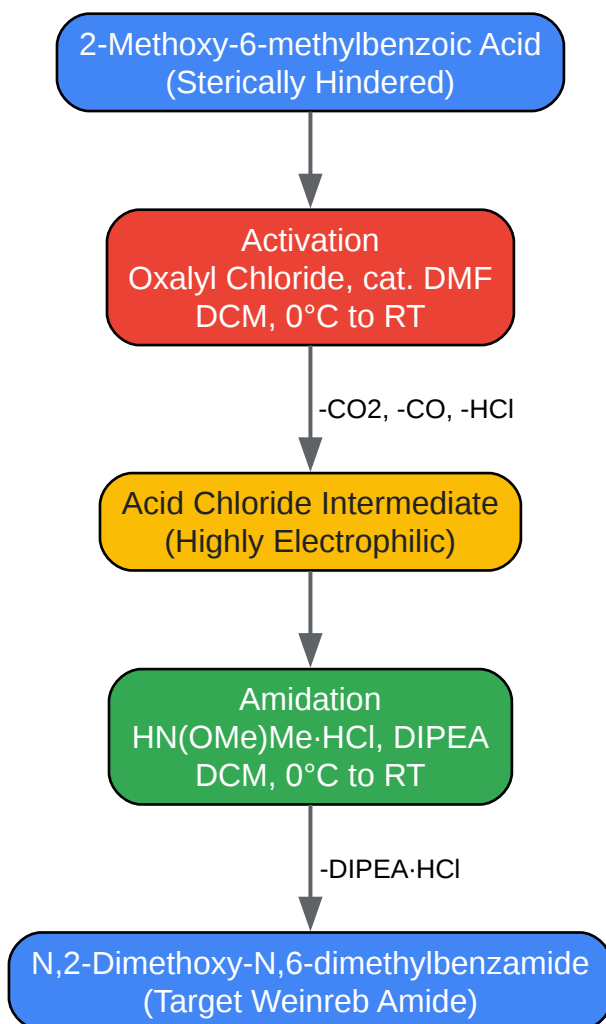 2-Methoxy-6-methylbenzoic Acid
(Sterically Hindered)
Activation
Oxalyl Chloride, cat. DMF
DCM, 0°C to RT
-CO2, -CO, -HCl
Acid Chloride Intermediate
(Highly Electrophilic)
Amidation
HN(OMe)Me·HCl, DIPEA
DCM, 0°C to RT
-DIPEA·HCl
N,2-Dimethoxy-N,6-dimethylbenzamide
(Target Weinreb Amide)